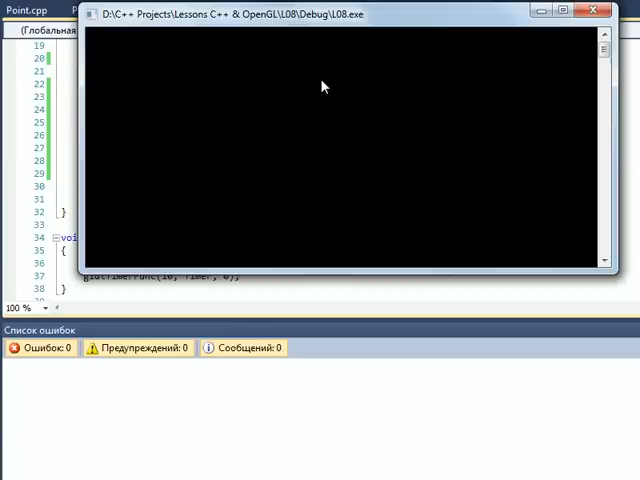 Point.cpp
D:\C++ Projects\Lessons C++ & OpenGL\L08\Debug\L08.exe
(Глобальная
19
20
21
22
23
24
25
26
27
28
29
30
31
32 }
33
34 voi
35 {
36
37 glutTimerFunc(10, Timer, 0);
38 }
100 %
Список ошибок
Ошибок: 0 Предупреждений: 0 Сообщений: 0